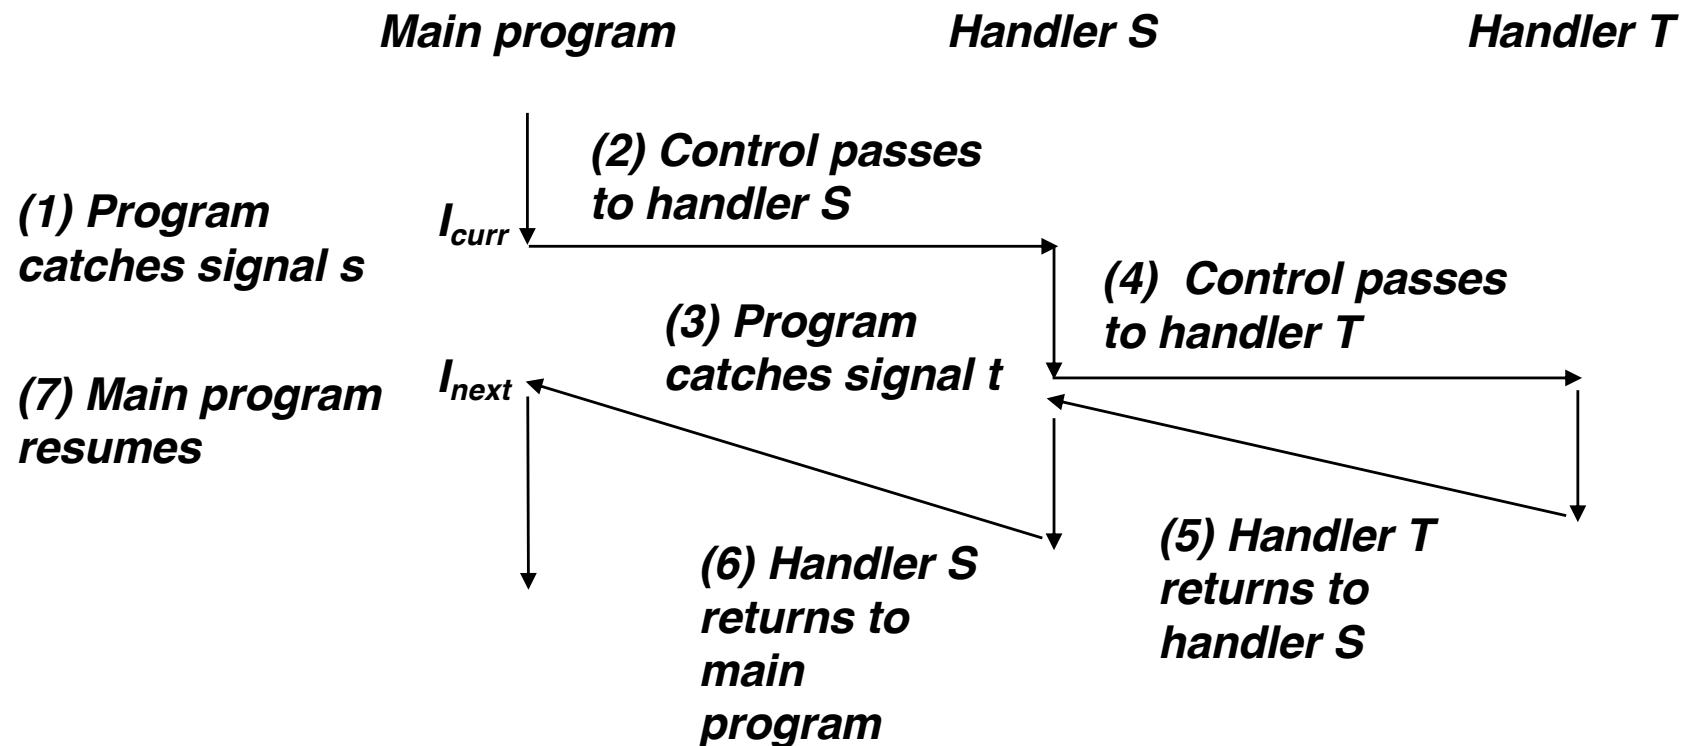 Main program
Handler S
Handler T
(2) Control passes
to handler S
(1) Program
catches signal s
I_curr
(4) Control passes
to handler T
(3) Program
catches signal t
(7) Main program
resumes
I_next
(5) Handler T
returns to
handler S
(6) Handler S
returns to
main
program